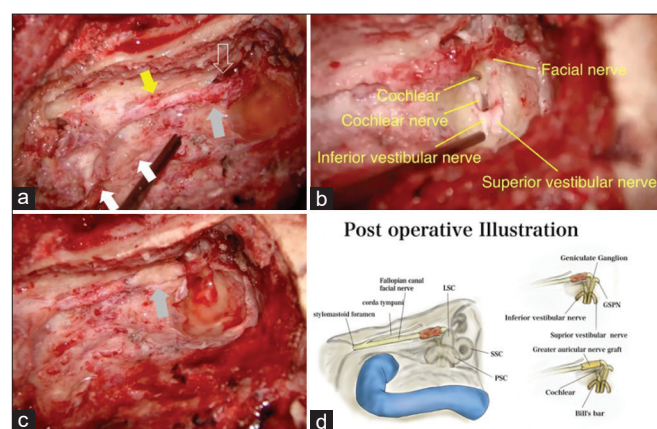 a
b
Facial nerve
Cochlear
Cochlear nerve
Inferior vestibular nerve
Superior vestibular nerve
c
d
Post operative Illustration
Geniculate Ganglion
Fallopian canal
facial nerve
LSC
corda tympani
stylomastoid foramen
GSPN
Inferior vestibular nerve
Suprior vestibular nerve
SSC
Greater auricular nerve graft
PSC
Cochlear
Bill's bar